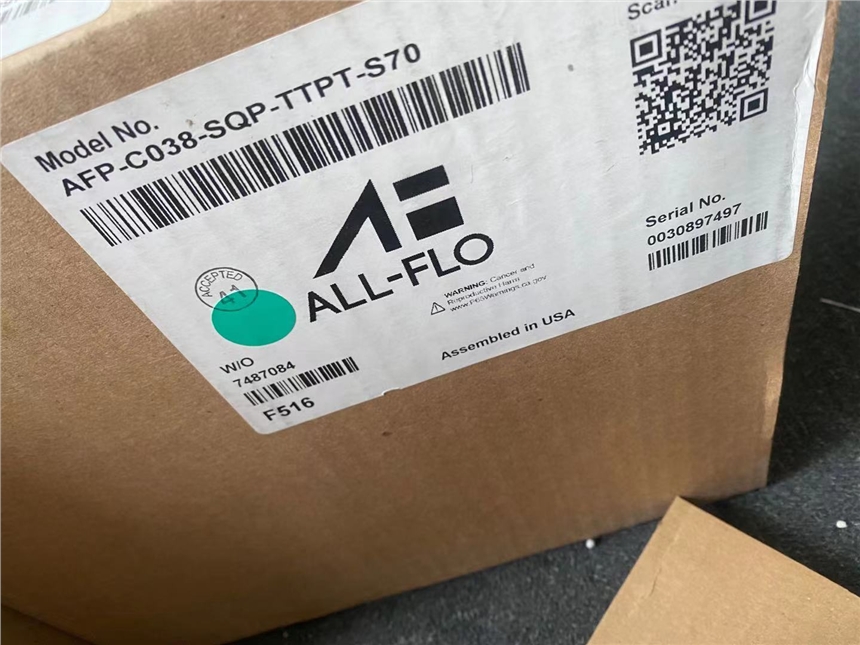 Model No.
AFP-C038-SQP-TTPT-S70
Scan
Serial No.
0030897497
ALL-FLO
ACCEPTED
41
WARNING: Cancer and
Reproductive Harm
www.P65Warnings.ca.gov
Assembled in USA
W/O
7487084
F516